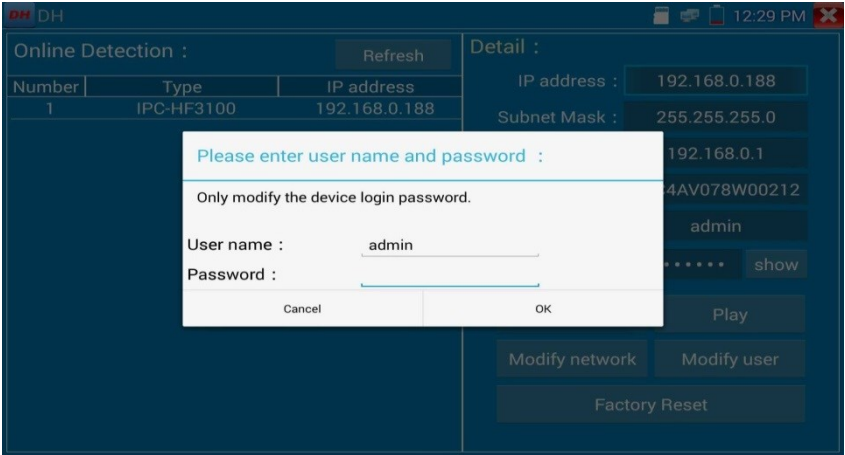 DH DH 12:29 PM
Online Detection :
Refresh
Number Type IP address
1 IPC-HF3100 192.168.0.188
Detail :
IP address : 192.168.0.188
Subnet Mask : 255.255.255.0
192.168.0.1
4AV078W00212
admin
•••••• show
Play
Modify network Modify user
Factory Reset
Please enter user name and password :
Only modify the device login password.
User name : admin
Password :
Cancel OK